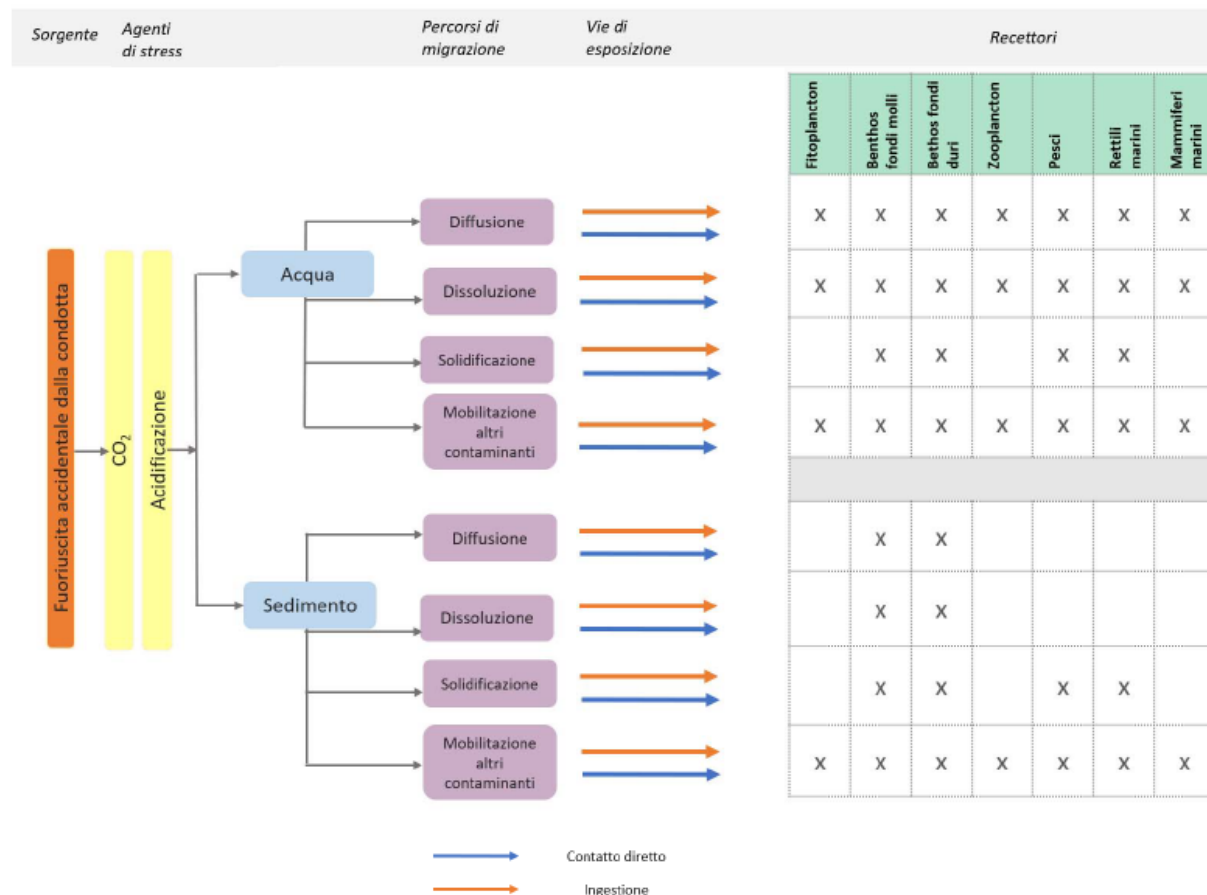 Sorgente
Agenti
di stress
Percorsi di
migrazione
Vie di
esposizione
Recettori
Fitoplancton
Benthos
fondi molli
Bethos fondi
duri
Zooplancton
Pesci
Rettili
marini
Mammiferi
marini
Fuoriuscita accidentale dalla condotta
CO₂
Acidificazione
Acqua
Diffusione
X X X X X X X
Dissoluzione
X X X X X X X
Solidificazione
X X X X
Mobilitazione
altri
contaminanti
X X X X X X X
Sedimento
Diffusione
X X
Dissoluzione
X X
Solidificazione
X X X X
Mobilitazione
altri
contaminanti
X X X X X X X
Contatto diretto
Ingestione